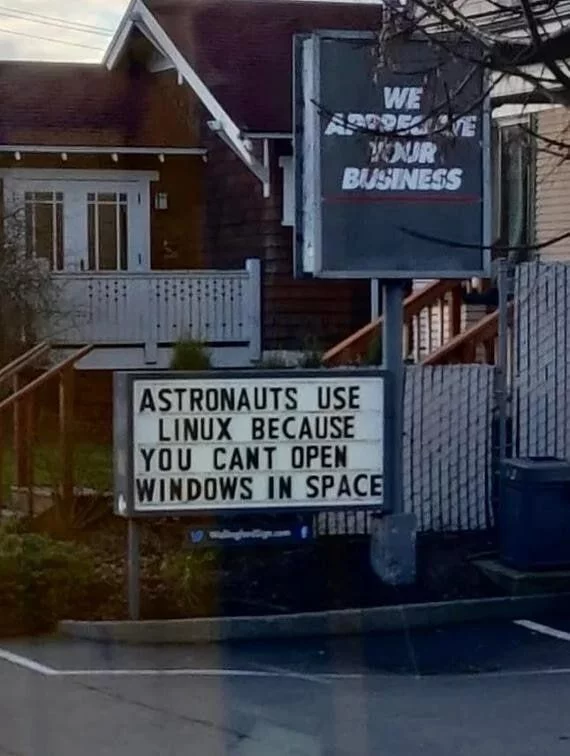 WE
APPRECIATE
YOUR
BUSINESS
ASTRONAUTS USE
LINUX BECAUSE
YOU CANT OPEN
WINDOWS IN SPACE